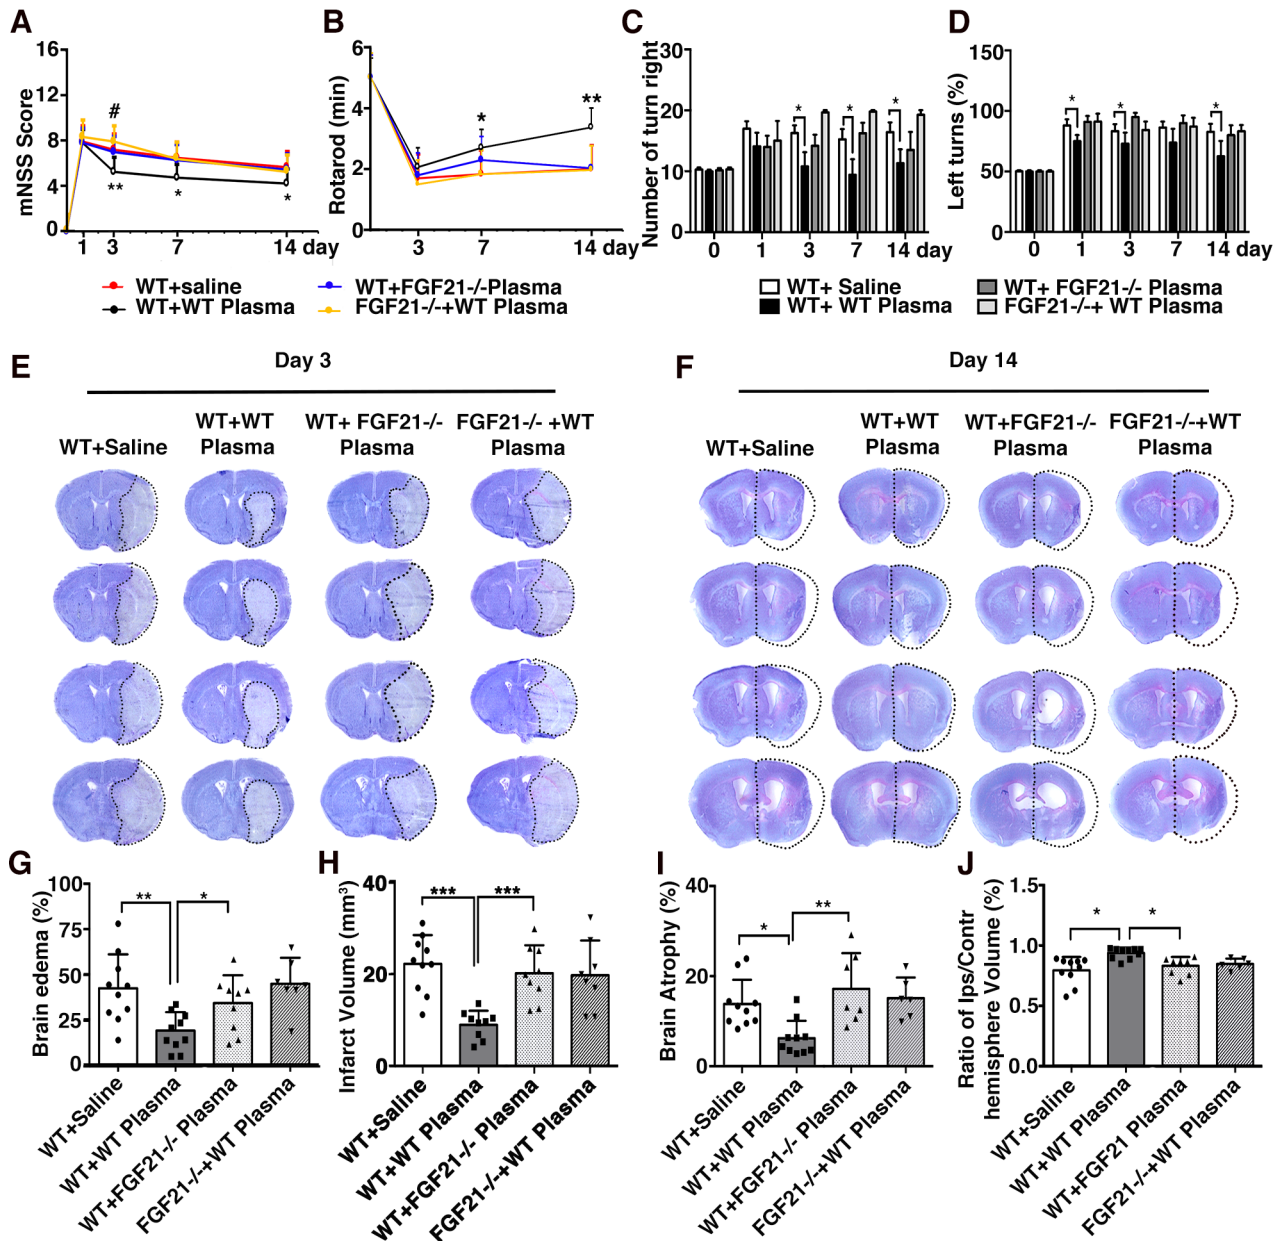 A
B
C
D
mNSS Score
16
12
8
4
0
#
**
*
*
1
3
7
14 day
Rotarod (min)
6
4
2
0
*
**
3
7
14 day
Number of turn right
30
20
10
0
*
*
*
0
1
3
7
14 day
Left turns (%)
150
100
50
0
*
*
*
0
1
3
7
14 day
WT+saline
WT+FGF21-/-Plasma
WT+WT Plasma
FGF21-/-+WT Plasma
WT+ Saline
WT+ FGF21-/- Plasma
WT+ WT Plasma
FGF21-/-+ WT Plasma
E
Day 3
WT+Saline
WT+WT
Plasma
WT+ FGF21-/-
Plasma
FGF21-/- +WT
Plasma
F
Day 14
WT+Saline
WT+WT
Plasma
WT+FGF21-/-
Plasma
FGF21-/-+WT
Plasma
G
Brain edema (%)
100
75
50
25
0
**
*
WT+Saline
WT+WT Plasma
WT+FGF21-/- Plasma
FGF21-/-+WT Plasma
H
Infarct Volume (mm³)
40
20
0
***
***
WT+Saline
WT+WT Plasma
WT+FGF21-/- Plasma
FGF21-/-+WT Plasma
I
Brain Atrophy (%)
40
20
0
*
**
WT+Saline
WT+WT Plasma
WT+FGF21-/- Plasma
FGF21-/-+WT Plasma
J
Ratio of Ips/Contr
hemisphere Volume (%)
1.5
1.0
0.5
0.0
*
*
WT+Saline
WT+WT Plasma
WT+FGF21 Plasma
FGF21-/-+WT Plasma